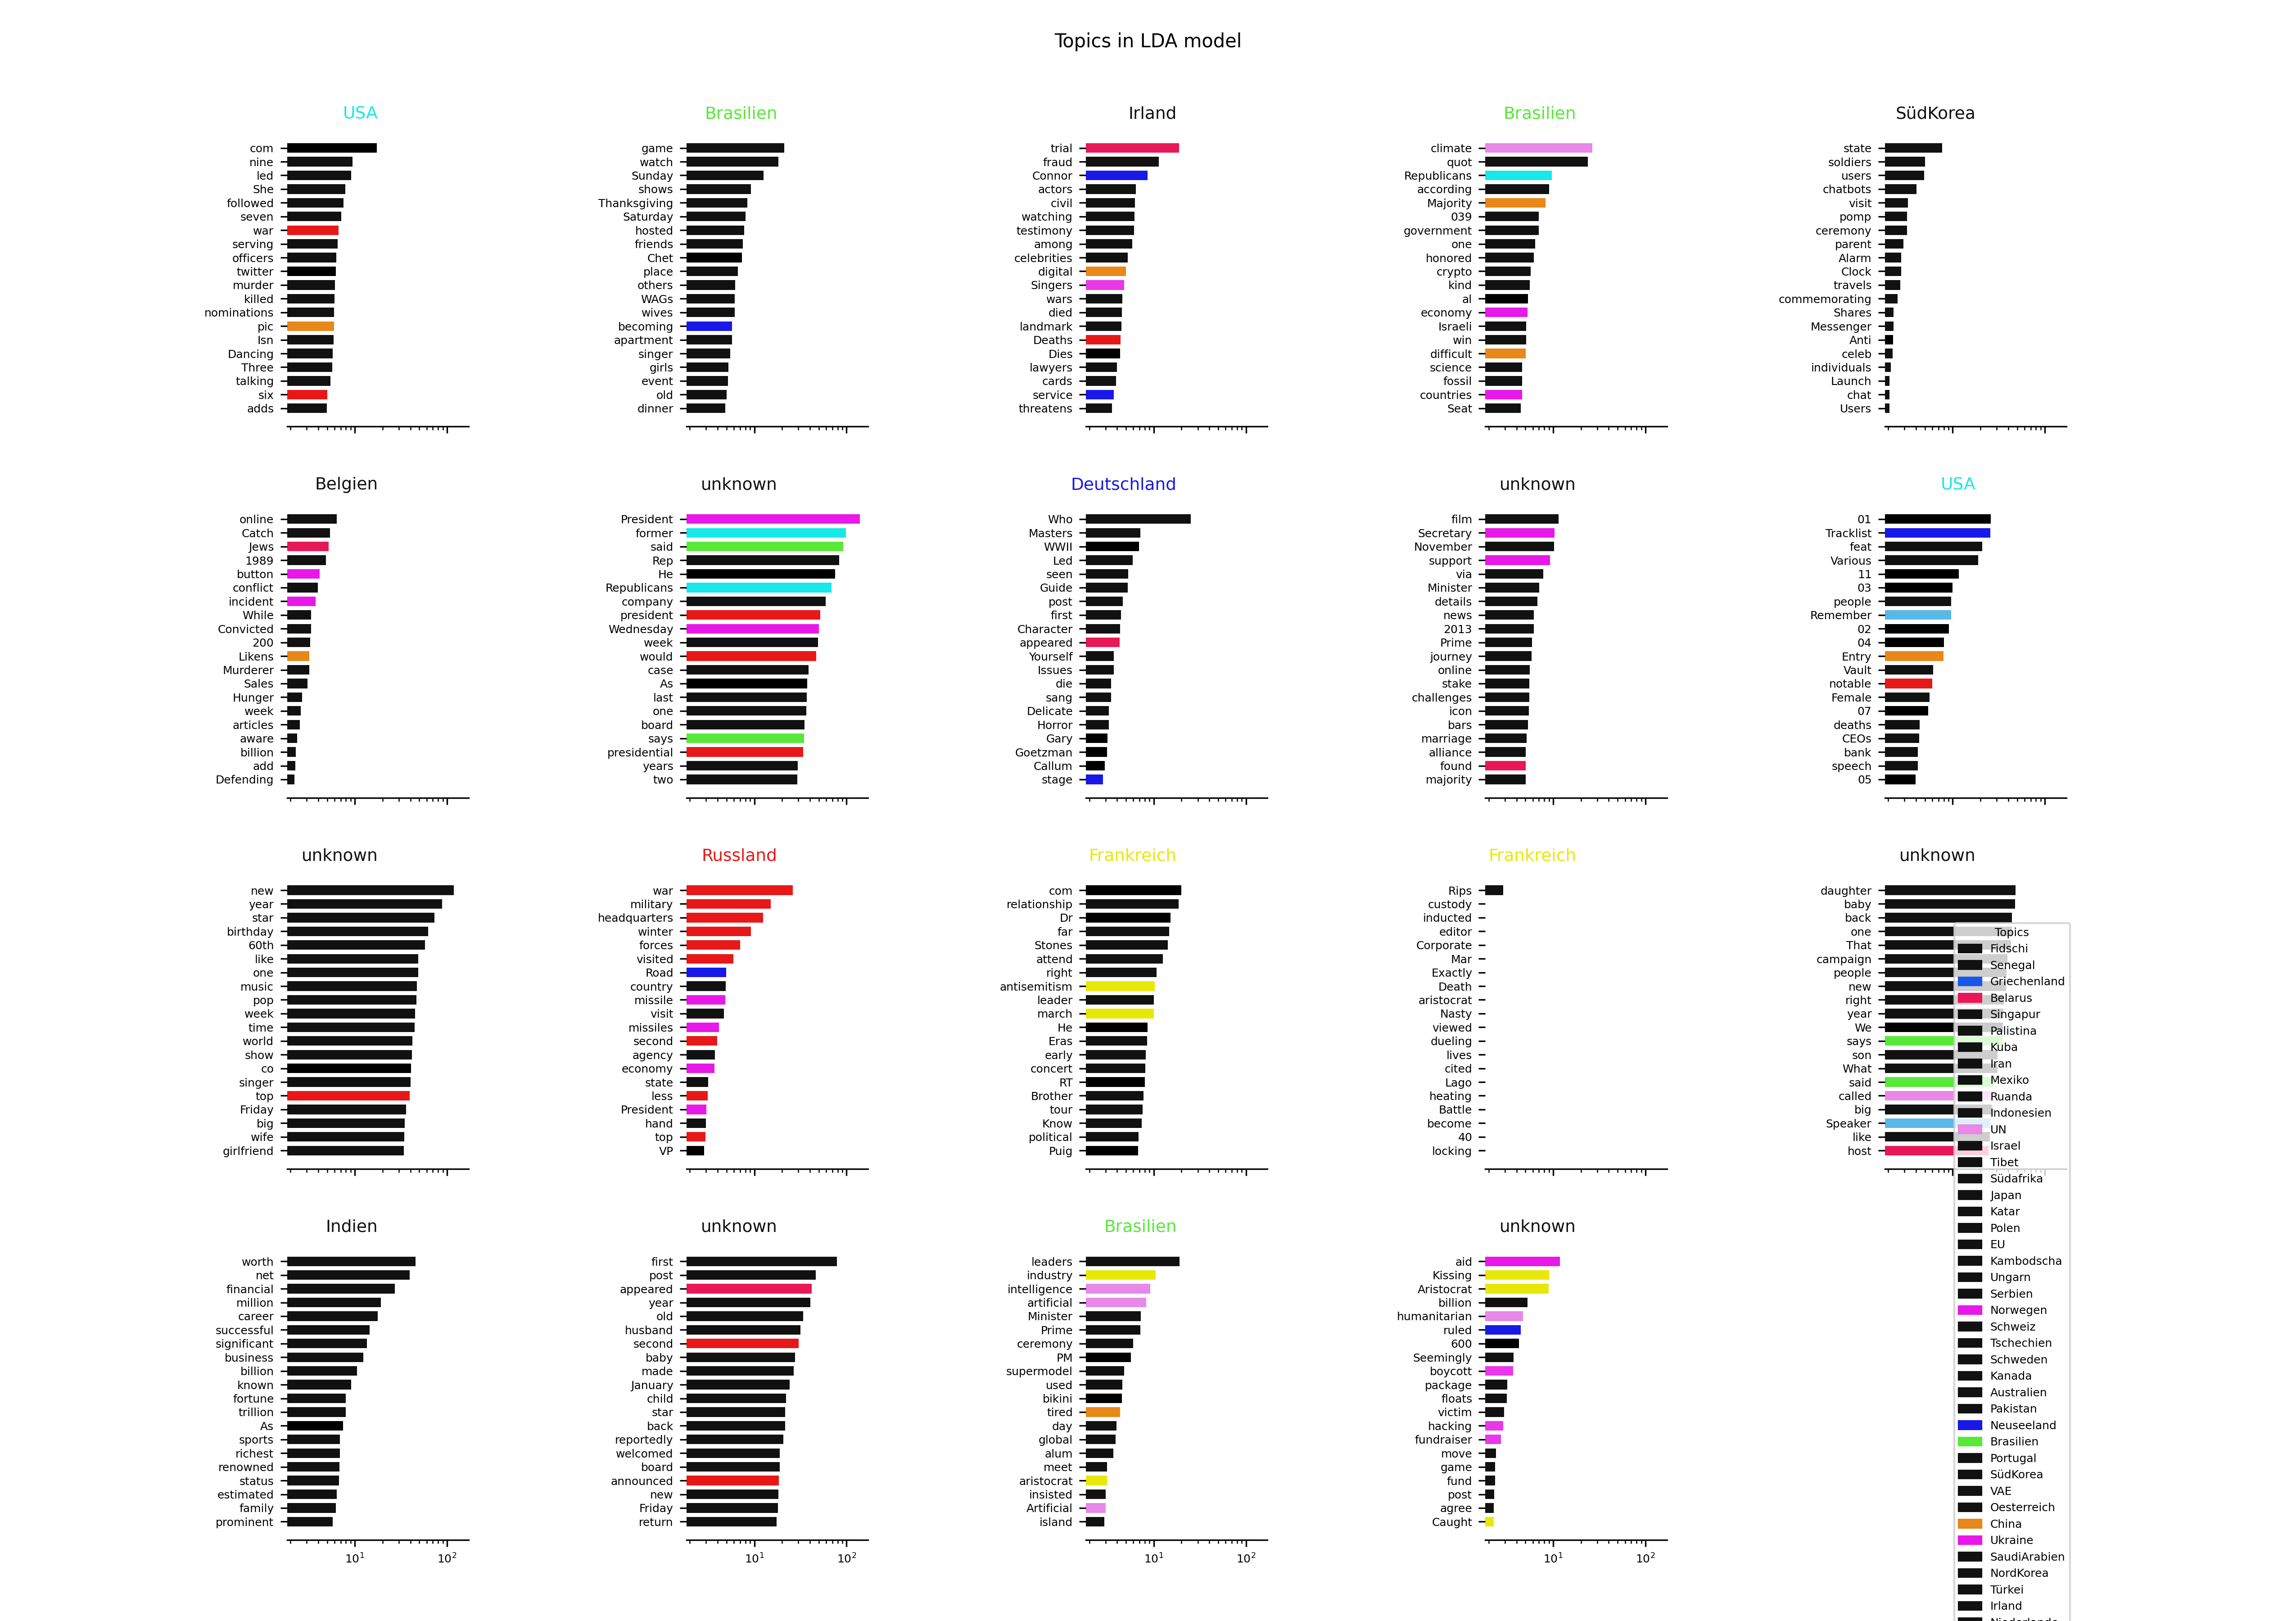 Topics in LDA model
USA
com
nine
led
She
followed
seven
war
serving
officers
twitter
murder
killed
nominations
pic
Isn
Dancing
Three
talking
six
adds
Brasilien
game
watch
Sunday
shows
Thanksgiving
Saturday
hosted
friends
Chet
place
others
WAGs
wives
becoming
apartment
singer
girls
event
old
dinner
Irland
trial
fraud
Connor
actors
civil
watching
testimony
among
celebrities
digital
Singers
wars
died
landmark
Deaths
Dies
lawyers
cards
service
threatens
Brasilien
climate
quot
Republicans
according
Majority
039
government
one
honored
crypto
kind
al
economy
Israeli
win
difficult
science
fossil
countries
Seat
SüdKorea
state
soldiers
users
chatbots
visit
pomp
ceremony
parent
Alarm
Clock
travels
commemorating
Shares
Messenger
Anti
celeb
individuals
Launch
chat
Users
Belgien
online
Catch
Jews
1989
button
conflict
incident
While
Convicted
200
Likens
Murderer
Sales
Hunger
week
articles
aware
billion
add
Defending
unknown
President
former
said
Rep
He
Republicans
company
president
Wednesday
week
would
case
As
last
one
board
says
presidential
years
two
Deutschland
Who
Masters
WWII
Led
seen
Guide
post
first
Character
appeared
Yourself
Issues
die
sang
Delicate
Horror
Gary
Goetzman
Callum
stage
unknown
film
Secretary
November
support
via
Minister
details
news
2013
Prime
journey
online
stake
challenges
icon
bars
marriage
alliance
found
majority
USA
01
Tracklist
feat
Various
11
03
people
Remember
02
04
Entry
Vault
notable
Female
07
deaths
CEOs
bank
speech
05
unknown
new
year
star
birthday
60th
like
one
music
pop
week
time
world
show
co
singer
top
Friday
big
wife
girlfriend
Russland
war
military
headquarters
winter
forces
visited
Road
country
missile
visit
missiles
second
agency
economy
state
less
President
hand
top
VP
Frankreich
com
relationship
Dr
far
Stones
attend
right
antisemitism
leader
march
He
Eras
early
concert
RT
Brother
tour
Know
political
Puig
Frankreich
Rips
custody
inducted
editor
Corporate
Mar
Exactly
Death
aristocrat
Nasty
viewed
dueling
lives
cited
Lago
heating
Battle
become
40
locking
unknown
daughter
baby
back
one
That
campaign
people
new
right
year
We
says
son
What
said
called
big
Speaker
like
host
Indien
worth
net
financial
million
career
successful
significant
business
billion
known
fortune
trillion
As
sports
richest
renowned
status
estimated
family
prominent
10^1 10^2
unknown
first
post
appeared
year
old
husband
second
baby
made
January
child
star
back
reportedly
welcomed
board
announced
new
Friday
return
10^1 10^2
Brasilien
leaders
industry
intelligence
artificial
Minister
Prime
ceremony
PM
supermodel
used
bikini
tired
day
global
alum
meet
aristocrat
insisted
Artificial
island
10^1 10^2
unknown
aid
Kissing
Aristocrat
billion
humanitarian
ruled
600
Seemingly
boycott
package
floats
victim
hacking
fundraiser
move
game
fund
post
agree
Caught
10^1 10^2
Topics
Fidschi
Senegal
Griechenland
Belarus
Singapur
Palistina
Kuba
Iran
Mexiko
Ruanda
Indonesien
UN
Israel
Tibet
Südafrika
Japan
Katar
Polen
EU
Kambodscha
Ungarn
Serbien
Norwegen
Schweiz
Tschechien
Schweden
Kanada
Australien
Pakistan
Neuseeland
Brasilien
Portugal
SüdKorea
VAE
Oesterreich
China
Ukraine
SaudiArabien
NordKorea
Türkei
Irland